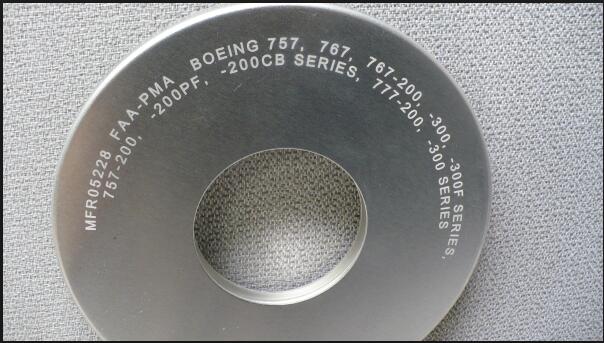 MFR05228 FAA-PMA BOEING 757, 767, 767-200, -300, -300F SERIES,
757-200, -200PF, -200CB SERIES, 777-200, -300 SERIES